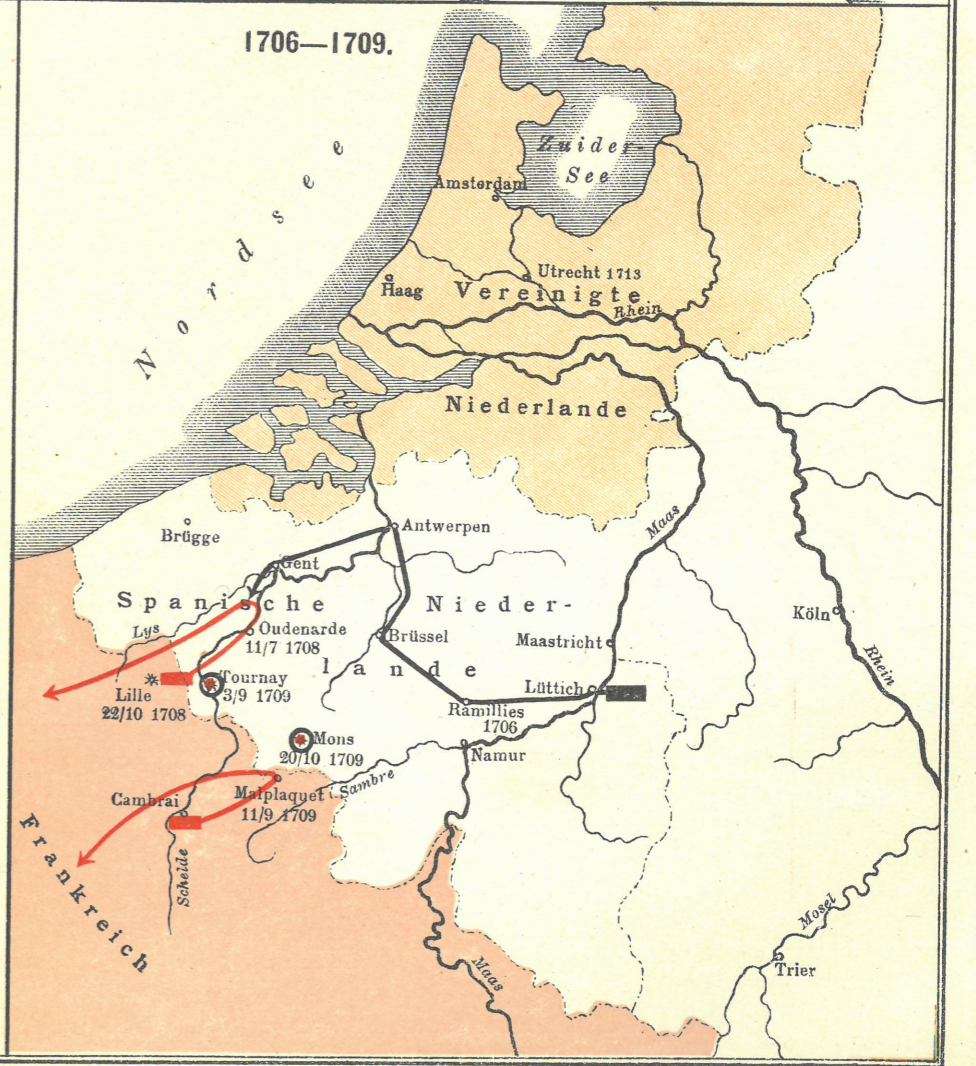 1706—1709.
Nordsee
Zuider-
See
Amsterdam
Haag
Utrecht 1713
Vereinigte
Rhein
Niederlande
Brügge
Antwerpen
Gent
Maas
Spanische
Nieder-
lande
Lys
Oudenarde
11/7 1708
Brüssel
Maastricht
Köln
Rhein
Lille
22/10 1708
Tournay
3/9 1709
Lüttich
Ramillies
1706
Mons
20/10 1709
Namur
Sambre
Cambrai
Malplaquet
11/9 1709
Frankreich
Schelde
Maas
Mosel
Trier